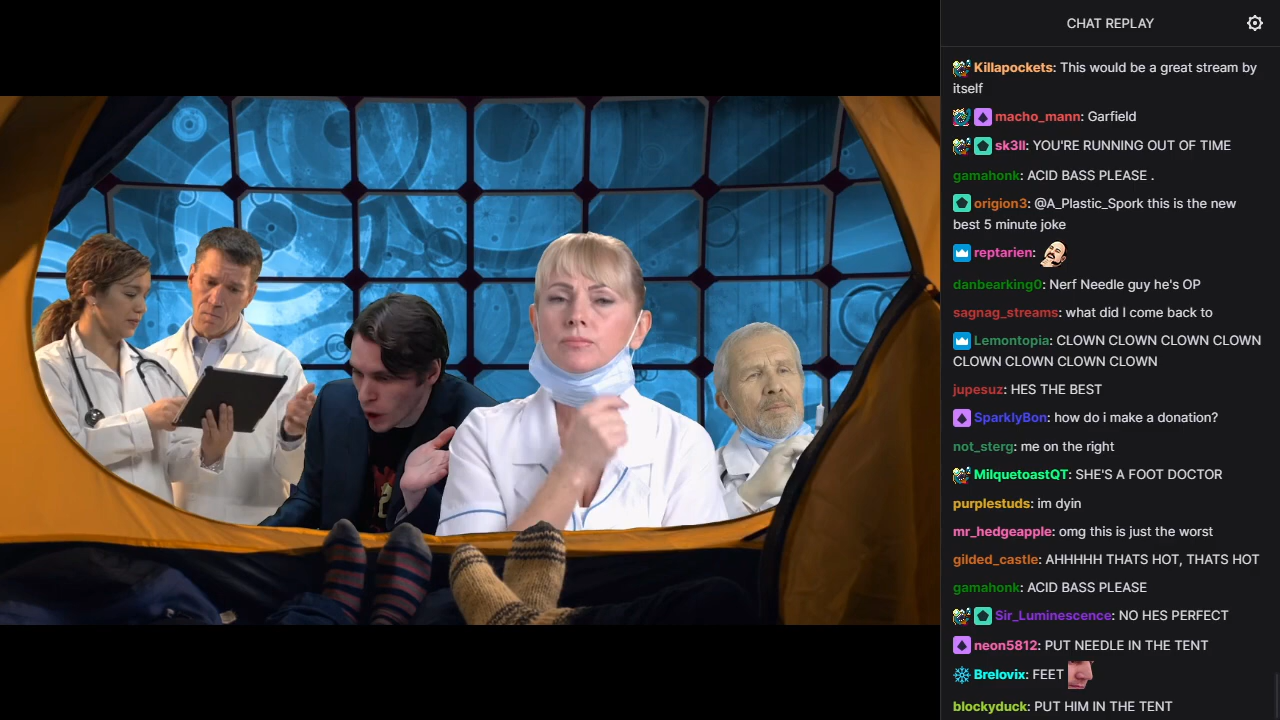 CHAT REPLAY
Killapockets: This would be a great stream by
itself
macho_mann: Garfield
sk3ll: YOU'RE RUNNING OUT OF TIME
gamahonk: ACID BASS PLEASE .
origion3: @A_Plastic_Spork this is the new
best 5 minute joke
reptarien:
danbearking0: Nerf Needle guy he's OP
sagnag_streams: what did I come back to
Lemontopia: CLOWN CLOWN CLOWN CLOWN
CLOWN CLOWN CLOWN CLOWN
jupesuz: HES THE BEST
SparklyBon: how do i make a donation?
not_sterg: me on the right
MilquetoastQT: SHE'S A FOOT DOCTOR
purplestuds: im dyin
mr_hedgeapple: omg this is just the worst
gilded_castle: AHHHHH THATS HOT, THATS HOT
gamahonk: ACID BASS PLEASE
Sir_Luminescence: NO HES PERFECT
neon5812: PUT NEEDLE IN THE TENT
Brelovix: FEET
blockyduck: PUT HIM IN THE TENT